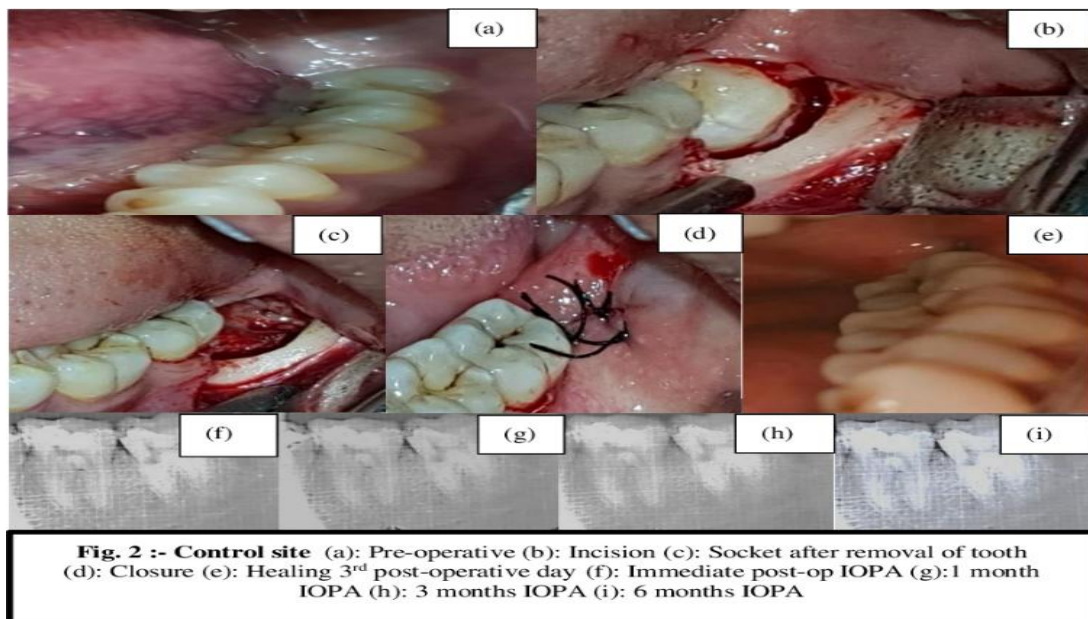 (a)
(b)
(c)
(d)
(e)
(f)
(g)
(h)
(i)
Fig. 2 :- Control site (a): Pre-operative (b): Incision (c): Socket after removal of tooth
(d): Closure (e): Healing 3rd post-operative day (f): Immediate post-op IOPA (g):1 month
IOPA (h): 3 months IOPA (i): 6 months IOPA